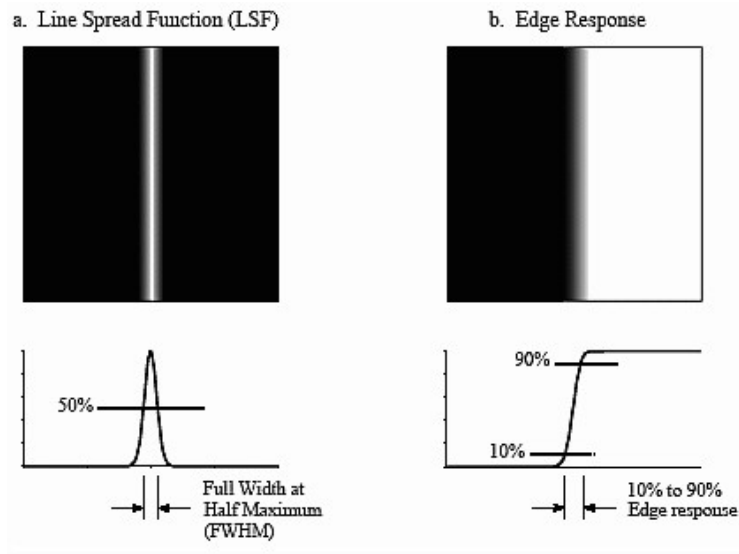 a. Line Spread Function (LSF)
b. Edge Response
50%
90%
10%
Full Width at
Half Maximum
(FWHM)
10% to 90%
Edge response